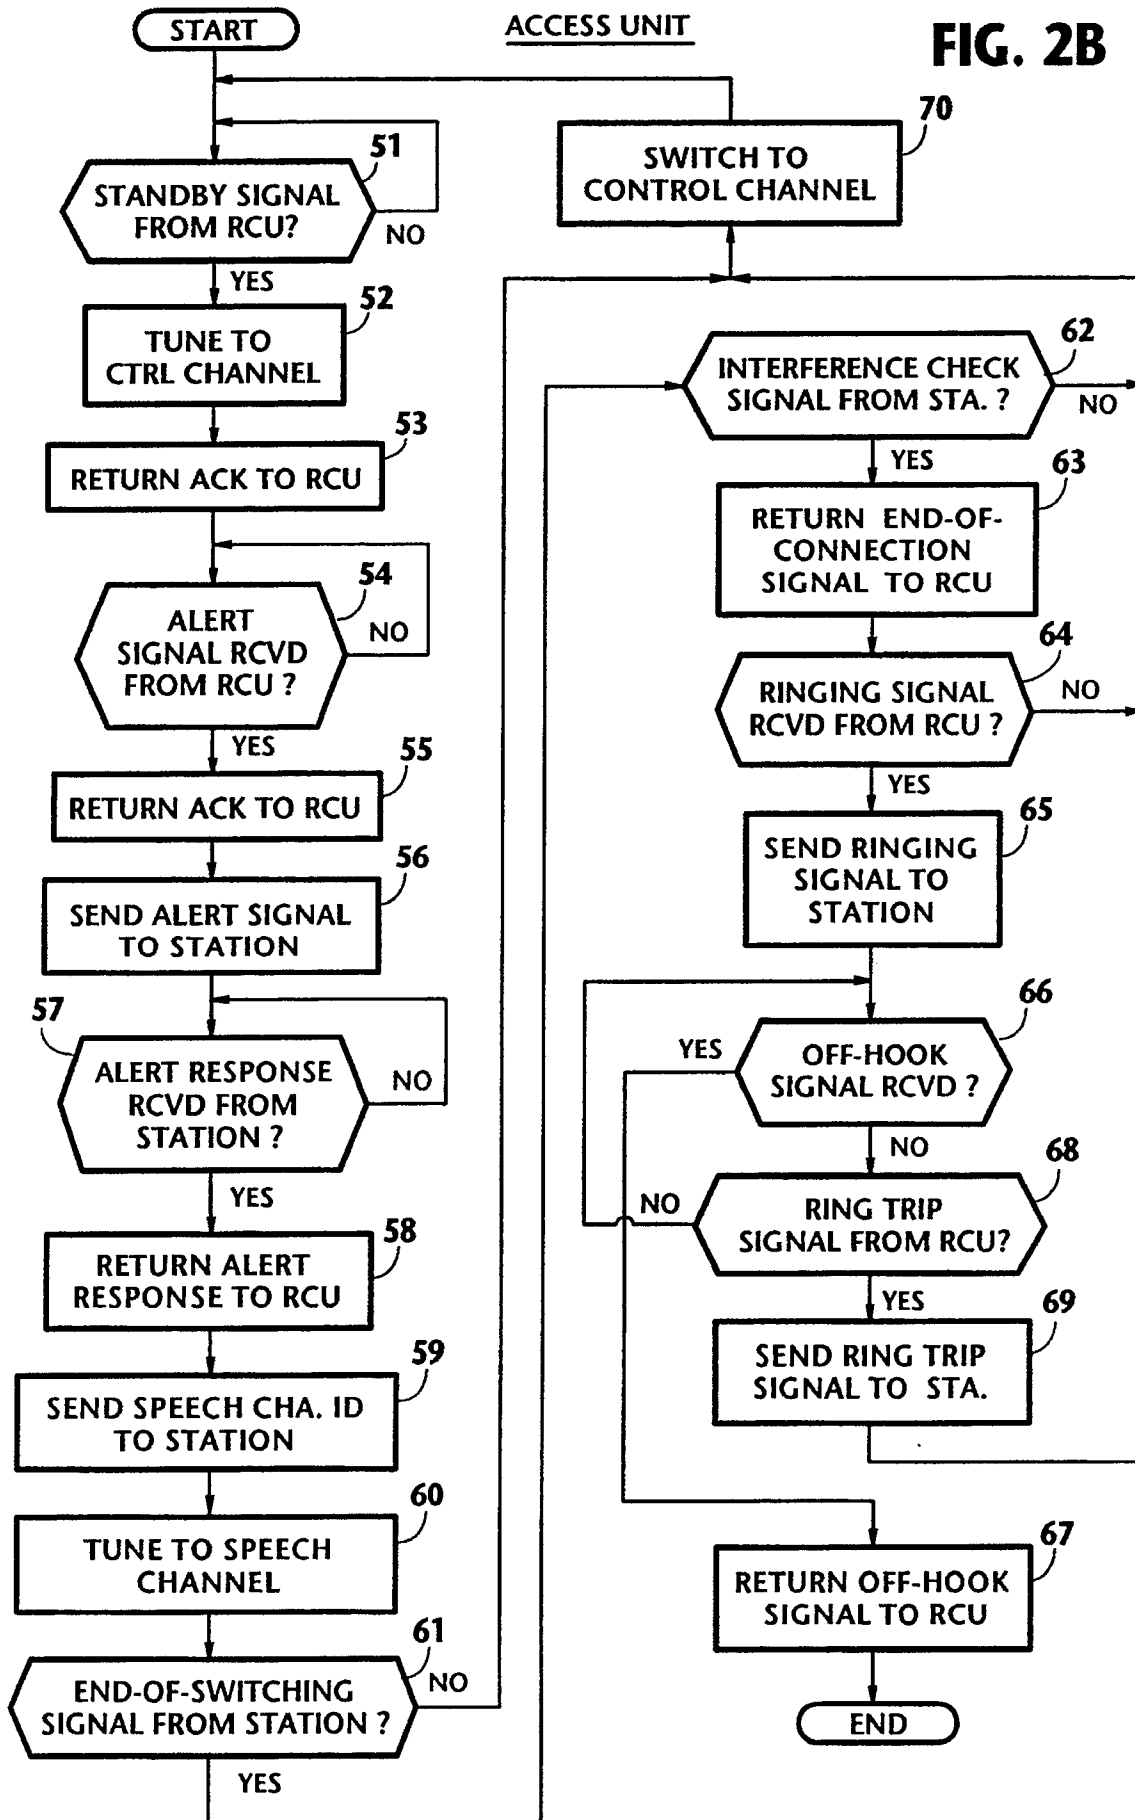 START
ACCESS UNIT
FIG. 2B
51
STANDBY SIGNAL
FROM RCU?
NO
YES
52
TUNE TO
CTRL CHANNEL
53
RETURN ACK TO RCU
54
ALERT
SIGNAL RCVD
FROM RCU ?
NO
YES
55
RETURN ACK TO RCU
56
SEND ALERT SIGNAL
TO STATION
57
ALERT RESPONSE
RCVD FROM
STATION ?
NO
YES
58
RETURN ALERT
RESPONSE TO RCU
59
SEND SPEECH CHA. ID
TO STATION
60
TUNE TO SPEECH
CHANNEL
61
END-OF-SWITCHING
SIGNAL FROM STATION ?
NO
YES
70
SWITCH TO
CONTROL CHANNEL
62
INTERFERENCE CHECK
SIGNAL FROM STA. ?
NO
YES
63
RETURN END-OF-
CONNECTION
SIGNAL TO RCU
64
RINGING SIGNAL
RCVD FROM RCU ?
NO
YES
65
SEND RINGING
SIGNAL TO
STATION
66
YES
OFF-HOOK
SIGNAL RCVD ?
NO
68
NO
RING TRIP
SIGNAL FROM RCU?
YES
69
SEND RING TRIP
SIGNAL TO STA.
67
RETURN OFF-HOOK
SIGNAL TO RCU
END